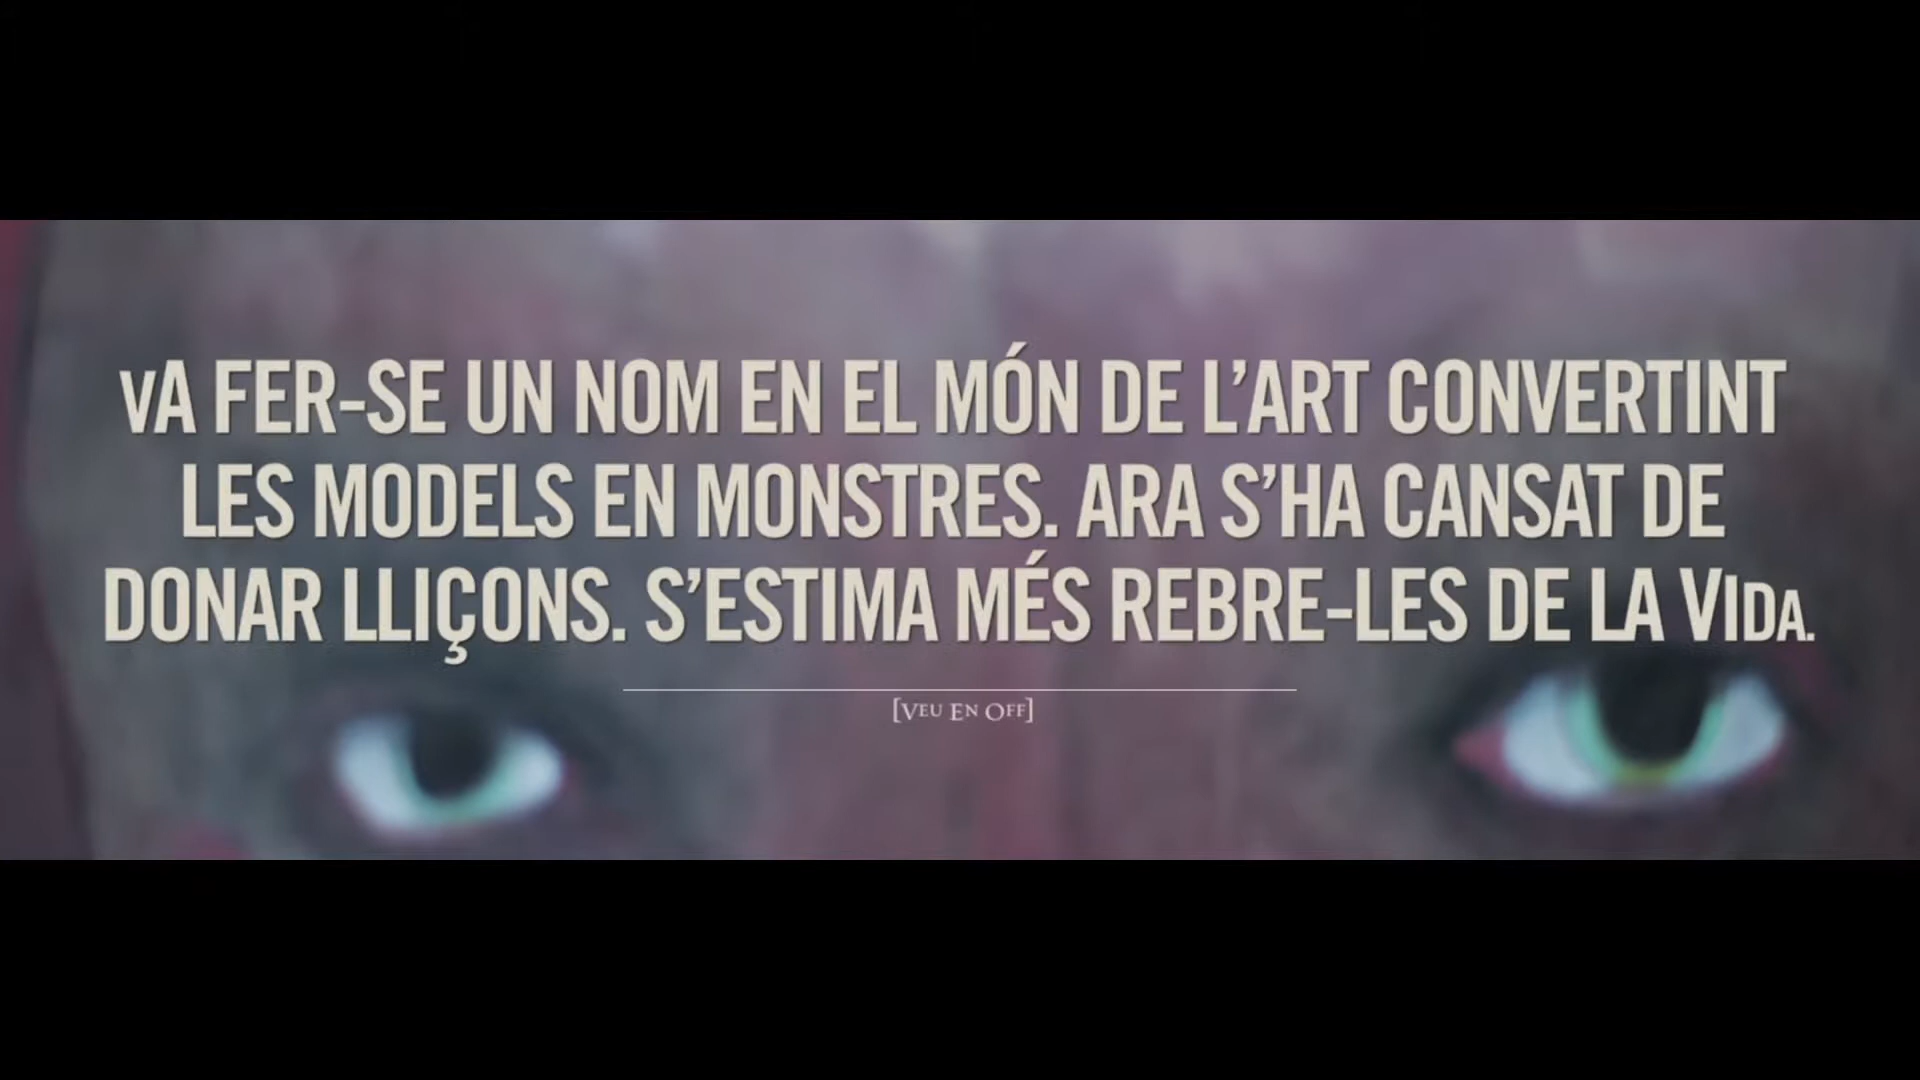 VA FER-SE UN NOM EN EL MÓN DE L’ART CONVERTINT
LES MODELS EN MONSTRES. ARA S’HA CANSAT DE
DONAR LLIÇONS. S’ESTIMA MÉS REBRE-LES DE LA VIDA.
[VEU EN OFF]